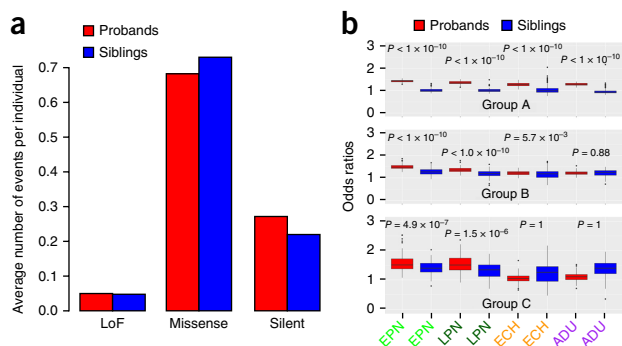 a
Probands
Siblings
Average number of events per individual
0.7
0.6
0.5
0.4
0.3
0.2
0.1
0.0
LoF Missense Silent
b
Probands Siblings
Odds ratios
3
2
1
P < 1 × 10⁻¹⁰ P < 1 × 10⁻¹⁰
P < 1 × 10⁻¹⁰ P < 1 × 10⁻¹⁰
Group A
3
2
1
P < 1 × 10⁻¹⁰ P = 5.7 × 10⁻³
P < 1.0 × 10⁻¹⁰ P = 0.88
Group B
3
2
1
0
P = 4.9 × 10⁻⁷ P = 1 P = 1
P = 1.5 × 10⁻⁶
Group C
EPN EPN LPN LPN ECH ECH ADU ADU